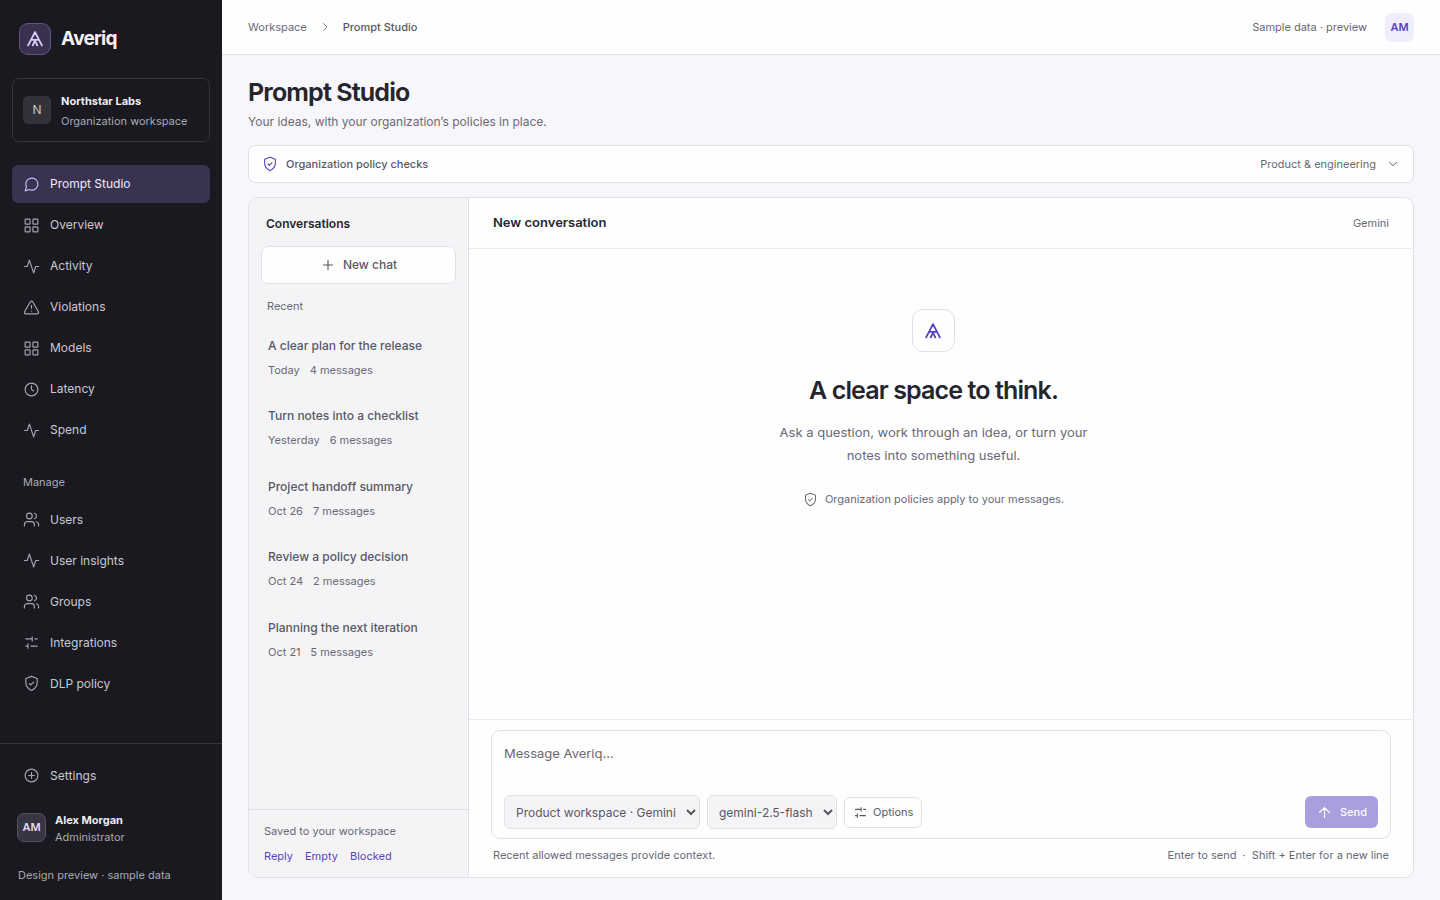 Averiq
N
Northstar Labs
Organization workspace
Prompt Studio
Overview
Activity
Violations
Models
Latency
Spend
Manage
Users
User insights
Groups
Integrations
DLP policy
Settings
AM
Alex Morgan
Administrator
Design preview · sample data
Workspace
Prompt Studio
Sample data · preview
AM
Prompt Studio
Your ideas, with your organization’s policies in place.
Organization policy checks
Product & engineering
Conversations
New chat
Recent
A clear plan for the release
Today 4 messages
Turn notes into a checklist
Yesterday 6 messages
Project handoff summary
Oct 26 7 messages
Review a policy decision
Oct 24 2 messages
Planning the next iteration
Oct 21 5 messages
Saved to your workspace
Reply Empty Blocked
New conversation
Gemini
A clear space to think.
Ask a question, work through an idea, or turn your
notes into something useful.
Organization policies apply to your messages.
Message Averiq...
Product workspace · Gemini
gemini-2.5-flash
Options
Send
Recent allowed messages provide context.
Enter to send · Shift + Enter for a new line